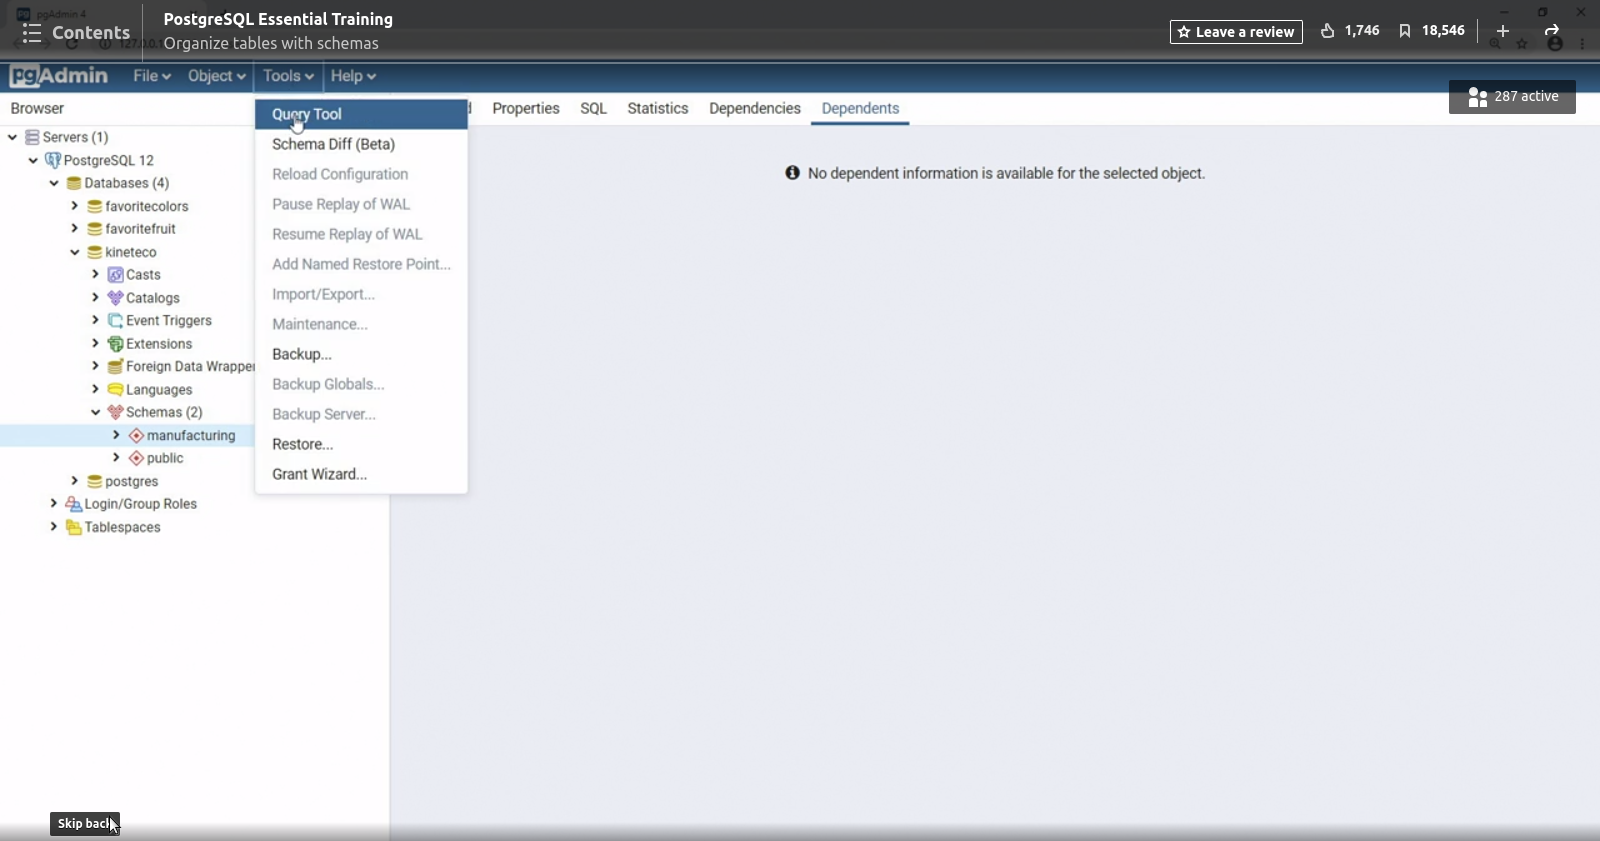 pgAdmin 4
Contents
PostgreSQL Essential Training
Organize tables with schemas
Leave a review
1,746
18,546
287 active
pgAdmin
File
Object
Tools
Help
Browser
Properties
SQL
Statistics
Dependencies
Dependents
Query Tool
Schema Diff (Beta)
Reload Configuration
Pause Replay of WAL
Resume Replay of WAL
Add Named Restore Point...
Import/Export...
Maintenance...
Backup...
Backup Globals...
Backup Server...
Restore...
Grant Wizard...
Servers (1)
PostgreSQL 12
Databases (4)
favoritecolors
favoritefruit
kineteco
Casts
Catalogs
Event Triggers
Extensions
Foreign Data Wrapper
Languages
Schemas (2)
manufacturing
public
postgres
Login/Group Roles
Tablespaces
No dependent information is available for the selected object.
Skip back